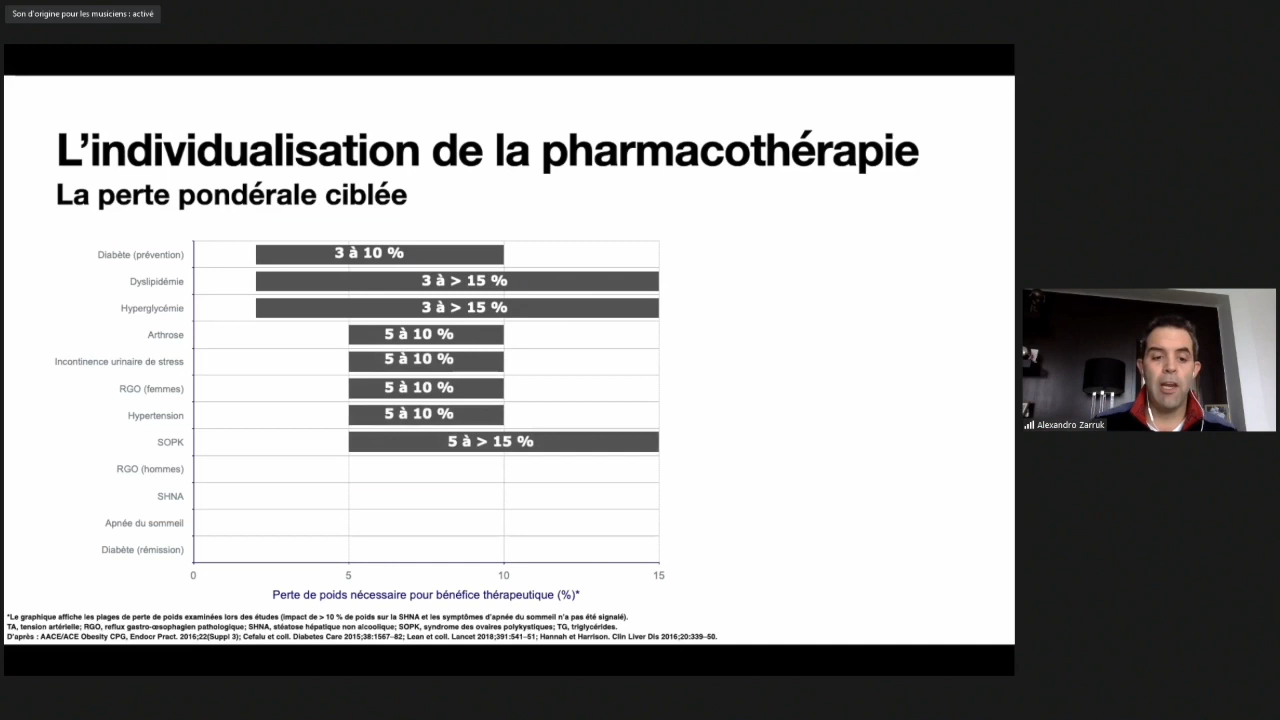 Son d'origine pour les musiciens : activé
L'individualisation de la pharmacothérapie
La perte pondérale ciblée
Diabète (prévention)
3 à 10 %
Dyslipidémie
3 à > 15 %
Hyperglycémie
3 à > 15 %
Arthrose
5 à 10 %
Incontinence urinaire de stress
5 à 10 %
RGO (femmes)
5 à 10 %
Hypertension
5 à 10 %
SOPK
5 à > 15 %
RGO (hommes)
SHNA
Apnée du sommeil
Diabète (rémission)
0 5 10 15
Perte de poids nécessaire pour bénéfice thérapeutique (%)*
*Le graphique affiche les plages de perte de poids examinées lors des études (impact de > 10 % de poids sur la SHNA et les symptômes d'apnée du sommeil n'a pas été signalé).
TA, tension artérielle; RGO, reflux gastro-œsophagien pathologique; SHNA, stéatose hépatique non alcoolique; SOPK, syndrome des ovaires polykystiques; TG, triglycérides.
D'après : AACE/ACE Obesity CPG, Endocr Pract. 2016;22(Suppl 3); Cefalu et coll. Diabetes Care 2015;38:1567–82; Lean et coll. Lancet 2018;391:541–51; Hannah et Harrison. Clin Liver Dis 2016;20:339–50.
Alexandro Zarruk